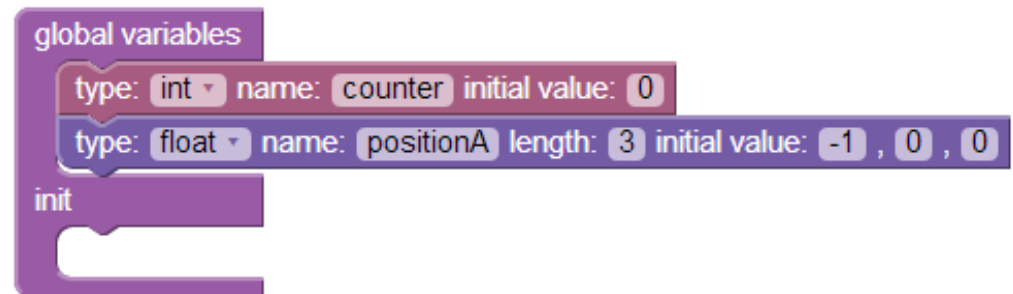 global variables
type: int name: counter initial value: 0
type: float name: positionA length: 3 initial value: -1 , 0 , 0
init